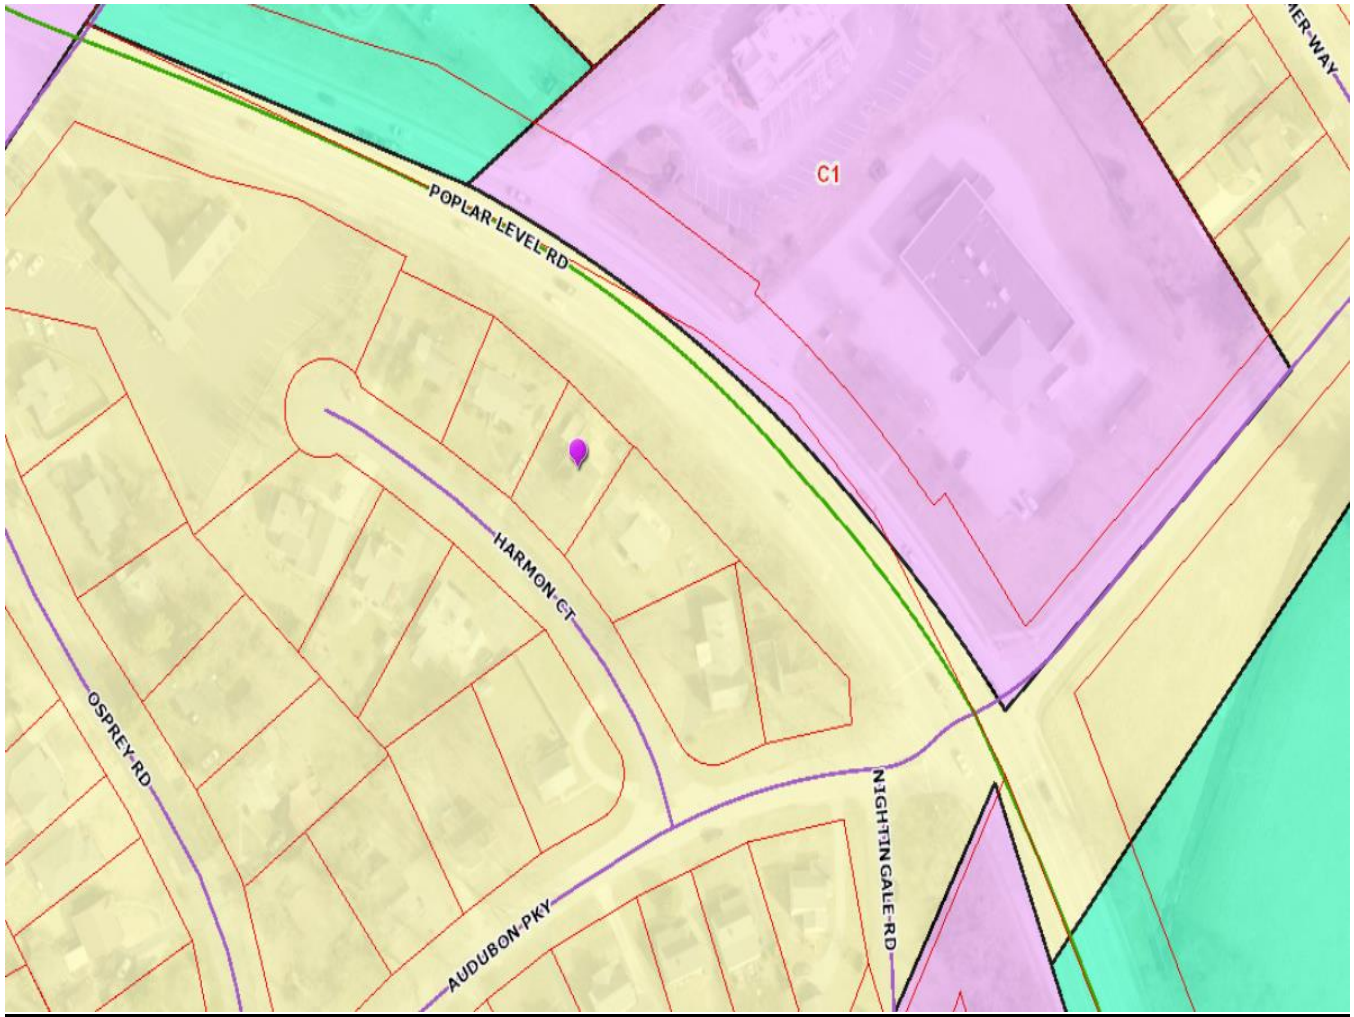 MER WAY
C1
POPLAR LEVEL RD
HARMON CT
OSPREY RD
NIGHTINGALE RD
AUDUBON PKY